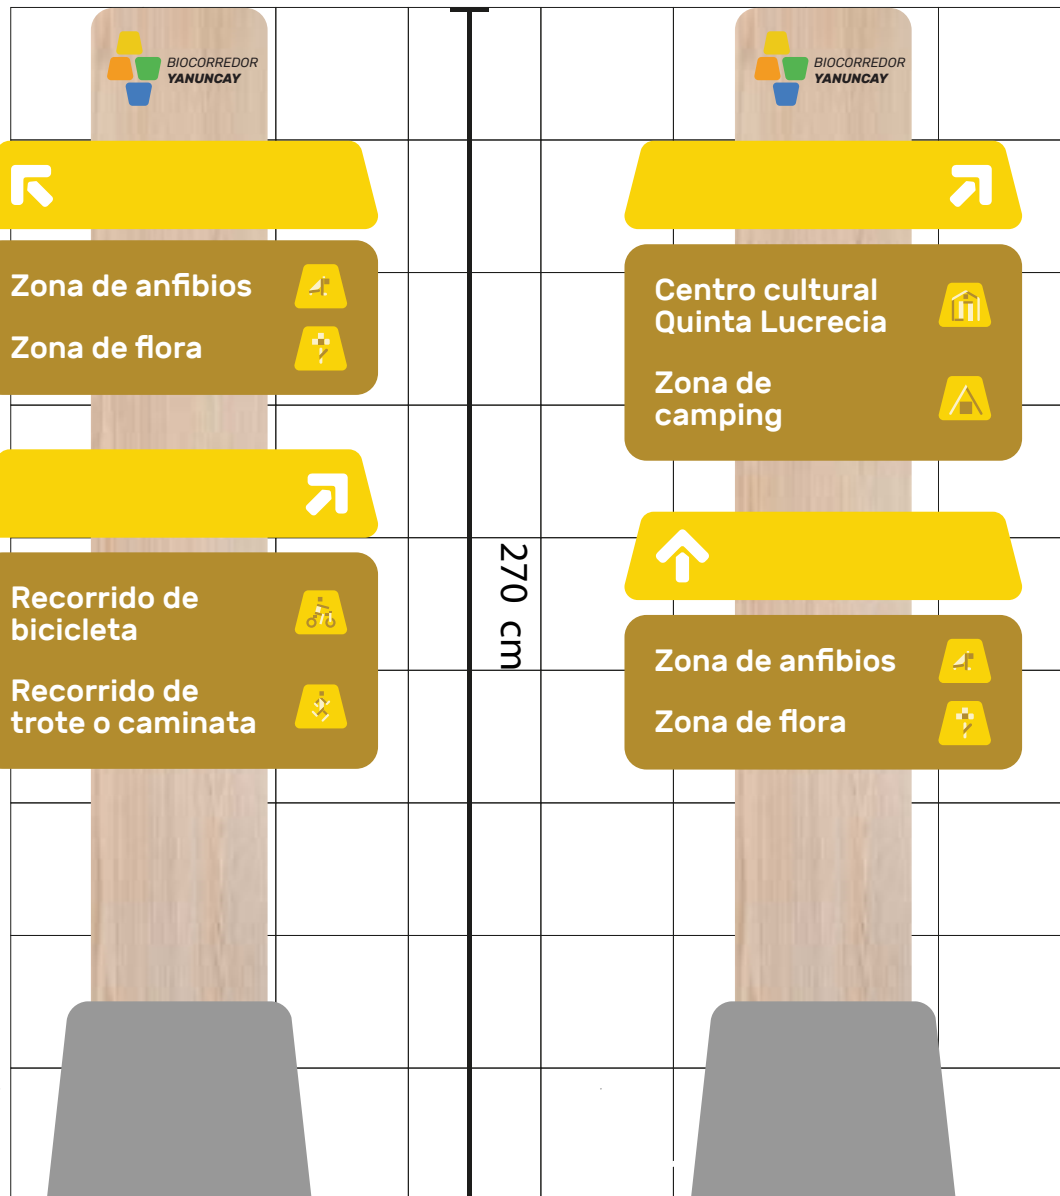 BIOCORREDOR
YANUNCAY
Zona de anfibios
Zona de flora
Recorrido de
bicicleta
Recorrido de
trote o caminata
270 cm
BIOCORREDOR
YANUNCAY
Centro cultural
Quinta Lucrecia
Zona de
camping
Zona de anfibios
Zona de flora